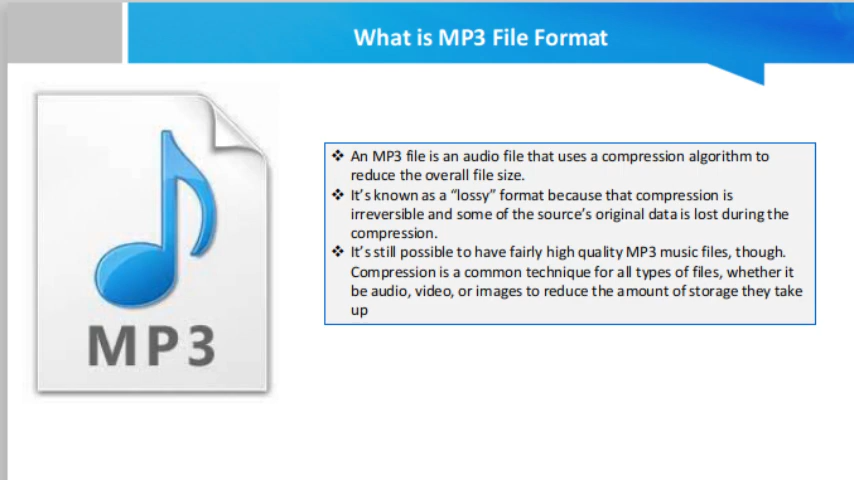 What is MP3 File Format
❖ An MP3 file is an audio file that uses a compression algorithm to
reduce the overall file size.
❖ It's known as a “lossy” format because that compression is
irreversible and some of the source's original data is lost during the
compression.
❖ It's still possible to have fairly high quality MP3 music files, though.
Compression is a common technique for all types of files, whether it
be audio, video, or images to reduce the amount of storage they take
up
MP3